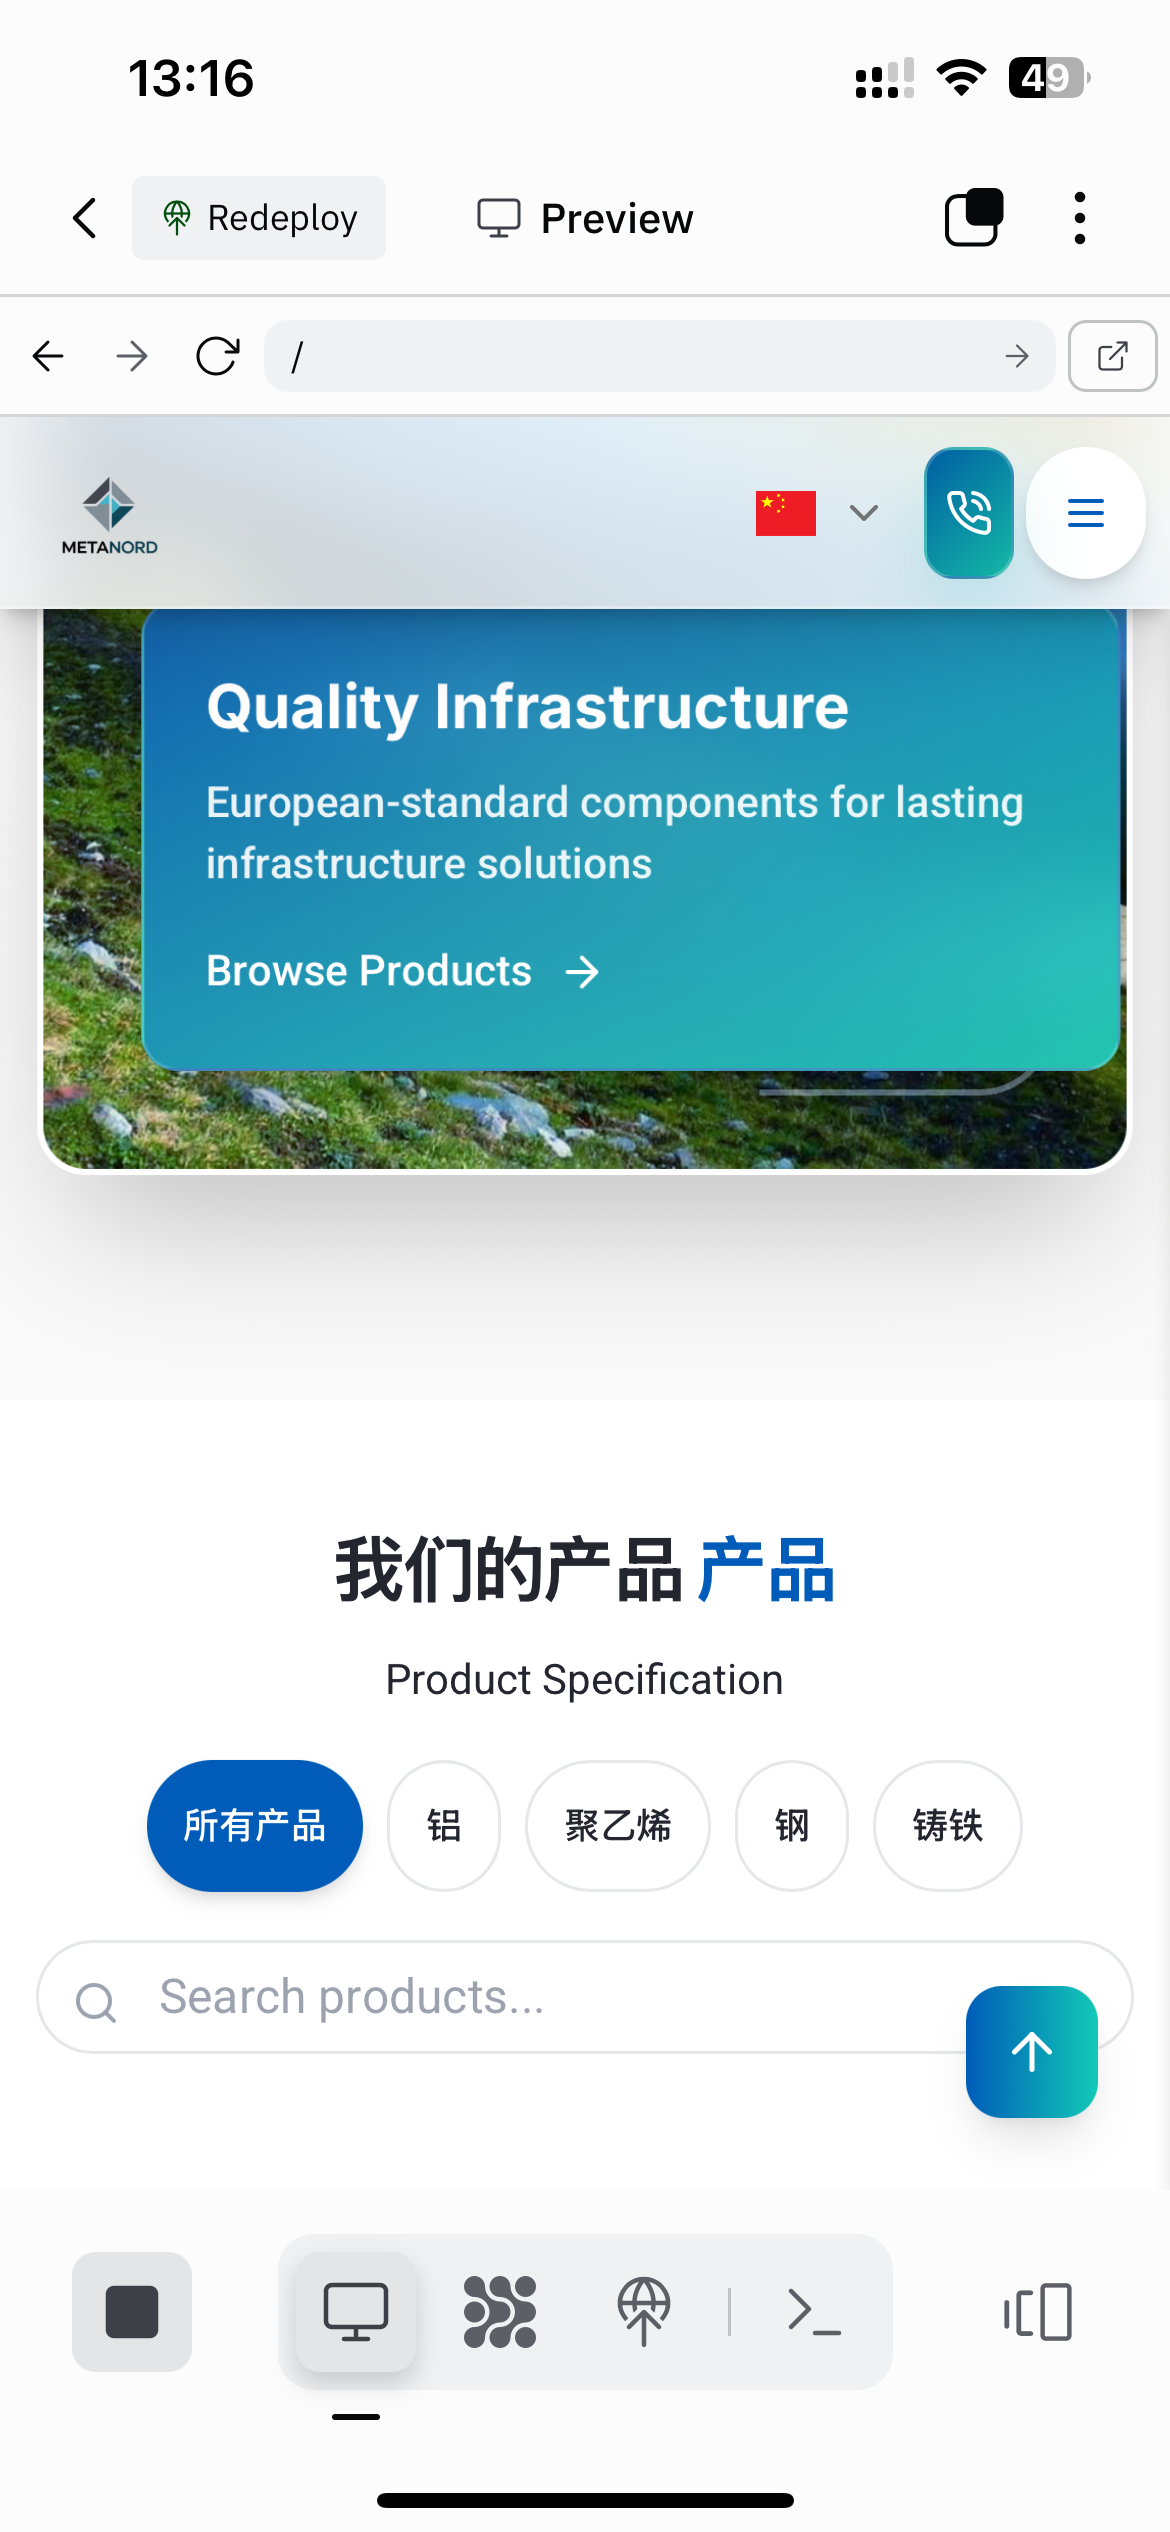 13:16
49
Redeploy
Preview
/
METANORD
Quality Infrastructure
European-standard components for lasting
infrastructure solutions
Browse Products
我们的产品 产品
Product Specification
所有产品
铝
聚乙烯
钢
铸铁
Search products...